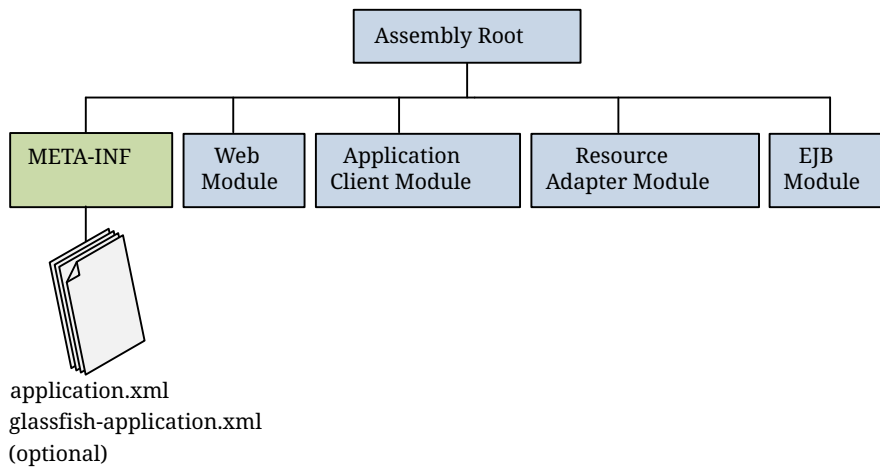 Assembly Root
META-INF
Web
Module
Application
Client Module
Resource
Adapter Module
EJB
Module
application.xml
glassfish-application.xml
(optional)